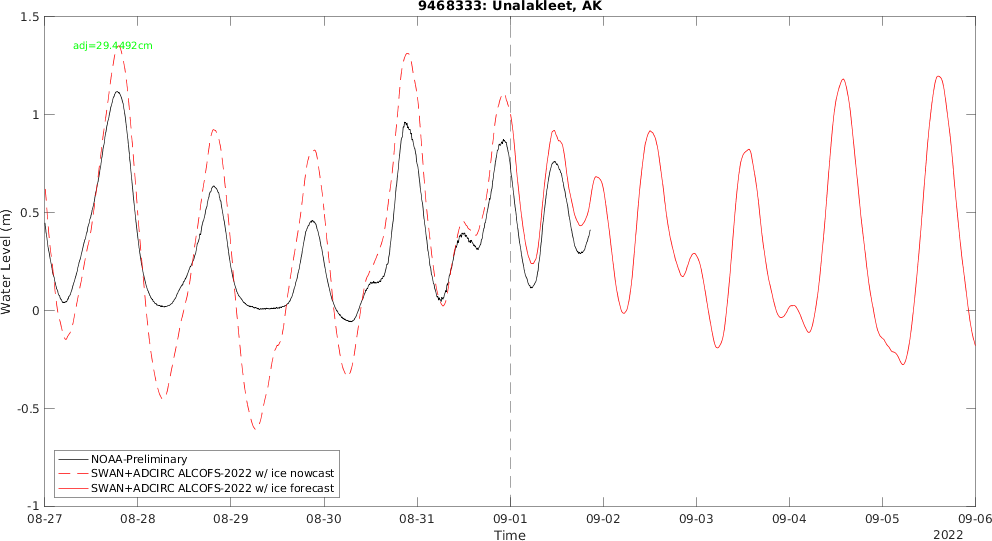 9468333: Unalakleet, AK
adj=29.4492cm
1.5
1
0.5
0
-0.5
-1
Water Level (m)
NOAA-Preliminary
SWAN+ADCIRC ALCOFS-2022 w/ ice nowcast
SWAN+ADCIRC ALCOFS-2022 w/ ice forecast
08-27 08-28 08-29 08-30 08-31 09-01 09-02 09-03 09-04 09-05 09-06
Time
2022